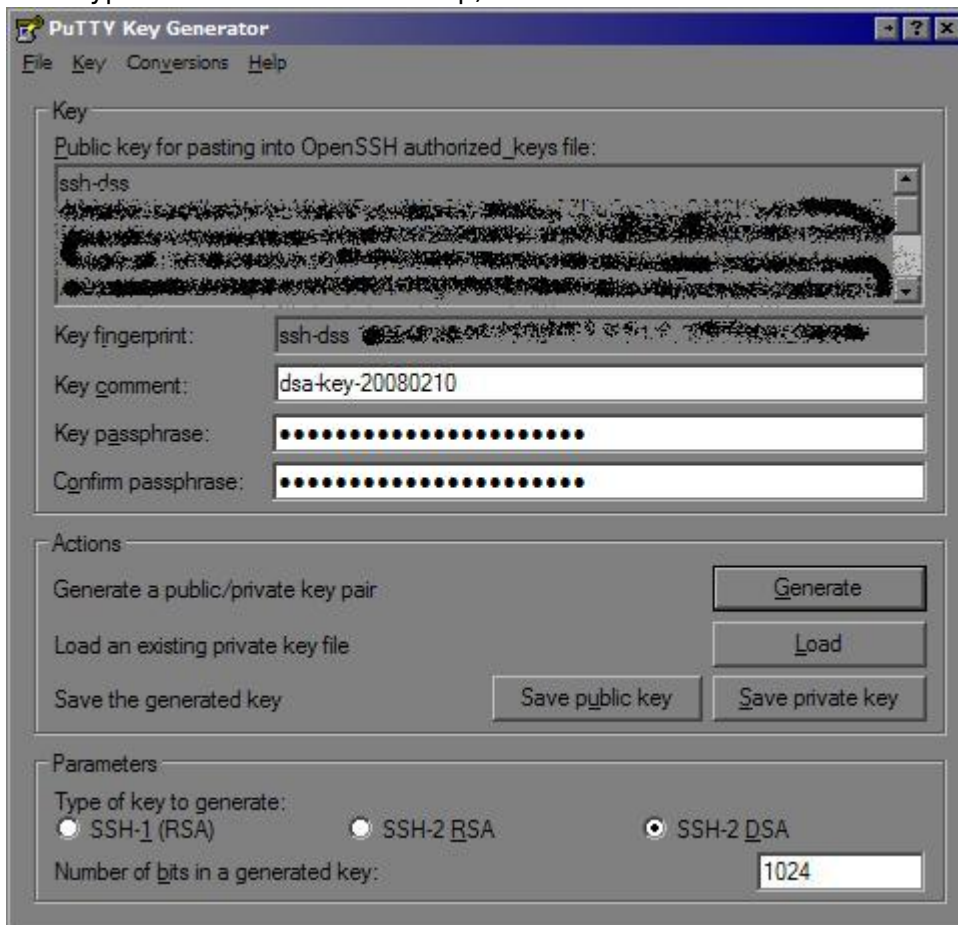 PuTTY Key Generator
File Key Conversions Help
Key
Public key for pasting into OpenSSH authorized_keys file:
ssh-dss
Key fingerprint: ssh-dss
Key comment: dsa-key-20080210
Key passphrase: ●●●●●●●●●●●●●●●●●●●●●●
Confirm passphrase: ●●●●●●●●●●●●●●●●●●●●●●
Actions
Generate a public/private key pair Generate
Load an existing private key file Load
Save the generated key Save public key Save private key
Parameters
Type of key to generate:
SSH-1 (RSA) SSH-2 RSA SSH-2 DSA
Number of bits in a generated key: 1024